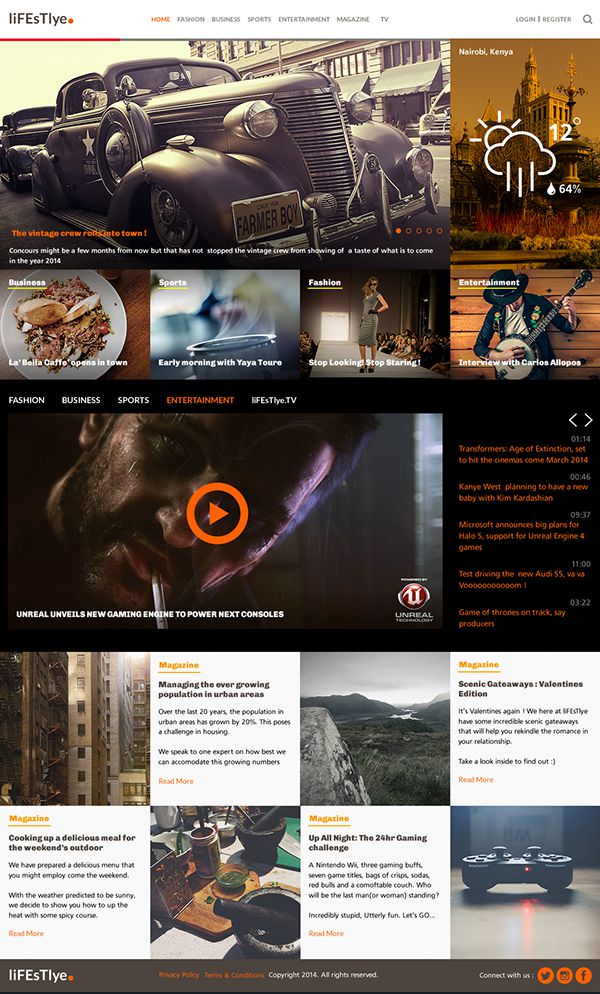 liFEsTlye.
HOME FASHION BUSINESS SPORTS ENTERTAINMENT MAGAZINE TV
LOGIN | REGISTER
Nairobi, Kenya
12°
64%
CALIF 1938
FARMER BOY
The vintage crew rolls into town !
Concours might be a few months from now but that has not stopped the vintage crew from showing of a taste of what is to come
in the year 2014
Business
La' Bella Caffe' opens in town
Sports
Early morning with Yaya Toure
Fashion
Stop Looking! Stop Staring !
Entertainment
Interview with Carlos Allopos
FASHION BUSINESS SPORTS ENTERTAINMENT liFEsTlye.TV
UNREAL UNVEILS NEW GAMING ENGINE TO POWER NEXT CONSOLES
POWERED BY
UNREAL
TECHNOLOGY
01:14
Transformers: Age of Extinction, set
to hit the cinemas come March 2014
00:46
Kanye West planning to have a new
baby with Kim Kardashian
09:37
Microsoft announces big plans for
Halo 5, support for Unreal Engine 4
games
11:00
Test driving the new Audi S5, va va
Vooooooooooom !
03:22
Game of thrones on track, say
producers
Magazine
Managing the ever growing
population in urban areas
Over the last 20 years, the population in
urban areas has grown by 20%. This poses
a challenge in housing.
We speak to one expert on how best we
can accomodate this growing numbers
Read More
Magazine
Scenic Gateaways : Valentines
Edition
It's Valentines again ! We here at liFEsTlye
have some incredible scenic gateaways
that will help you rekindle the romance in
your relationship.
Take a look inside to find out :)
Read More
Magazine
Cooking up a delicious meal for
the weekend's outdoor
We have prepared a delicious menu that
you might employ come the weekend.
With the weather predicted to be sunny,
we decide to show you how to up the
heat with some spicy course.
Read More
Magazine
Up All Night: The 24hr Gaming
challenge
A Nintendo Wii, three gaming buffs,
seven game titles, bags of crisps, sodas,
red bulls and a comoftable couch. Who
will be the last man(or woman) standing?
Incredibly stupid, Utterly fun. Let's GO...
Read More
liFEsTlye.
Privacy Policy Terms & Conditions Copyright 2014. All rights reserved.
Connect with us :